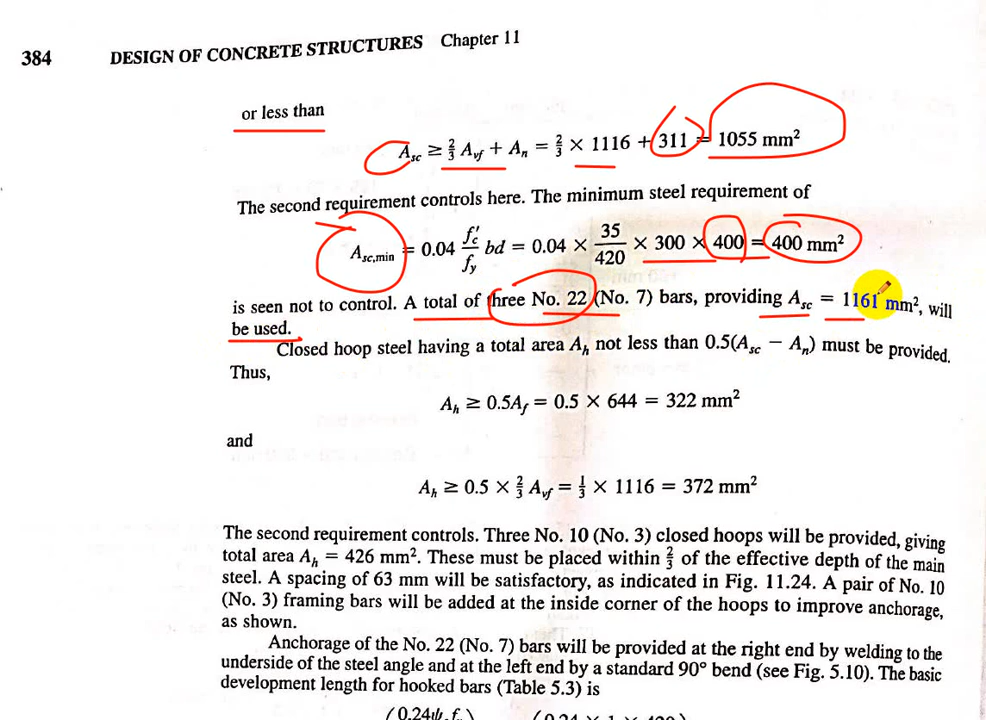 384 DESIGN OF CONCRETE STRUCTURES Chapter 11
or less than
A_sc ≥ 2/3 A_vf + A_n = 2/3 × 1116 + 311 = 1055 mm²
The second requirement controls here. The minimum steel requirement of
A_sc,min = 0.04 f'_c/f_y bd = 0.04 × 35/420 × 300 × 400 = 400 mm²
is seen not to control. A total of three No. 22 (No. 7) bars, providing A_sc = 1161 mm², will
be used.
Closed hoop steel having a total area A_h not less than 0.5(A_sc − A_n) must be provided.
Thus,
A_h ≥ 0.5A_f = 0.5 × 644 = 322 mm²
and
A_h ≥ 0.5 × 2/3 A_vf = 1/3 × 1116 = 372 mm²
The second requirement controls. Three No. 10 (No. 3) closed hoops will be provided, giving
total area A_h = 426 mm². These must be placed within 2/3 of the effective depth of the main
steel. A spacing of 63 mm will be satisfactory, as indicated in Fig. 11.24. A pair of No. 10
(No. 3) framing bars will be added at the inside corner of the hoops to improve anchorage,
as shown.
Anchorage of the No. 22 (No. 7) bars will be provided at the right end by welding to the
underside of the steel angle and at the left end by a standard 90° bend (see Fig. 5.10). The basic
development length for hooked bars (Table 5.3) is